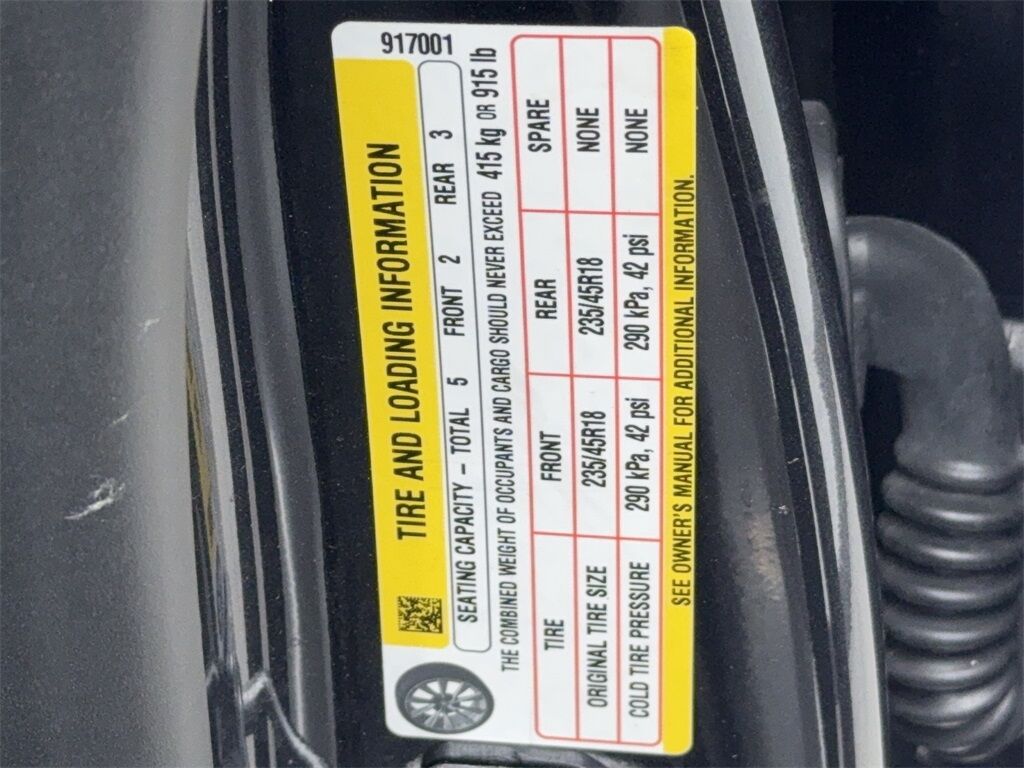 917001
TIRE AND LOADING INFORMATION
SEATING CAPACITY – TOTAL 5 FRONT 2 REAR 3
THE COMBINED WEIGHT OF OCCUPANTS AND CARGO SHOULD NEVER EXCEED 415 kg OR 915 lb
TIRE FRONT REAR SPARE
ORIGINAL TIRE SIZE 235/45R18 235/45R18 NONE
COLD TIRE PRESSURE 290 kPa, 42 psi 290 kPa, 42 psi NONE
SEE OWNER'S MANUAL FOR ADDITIONAL INFORMATION.